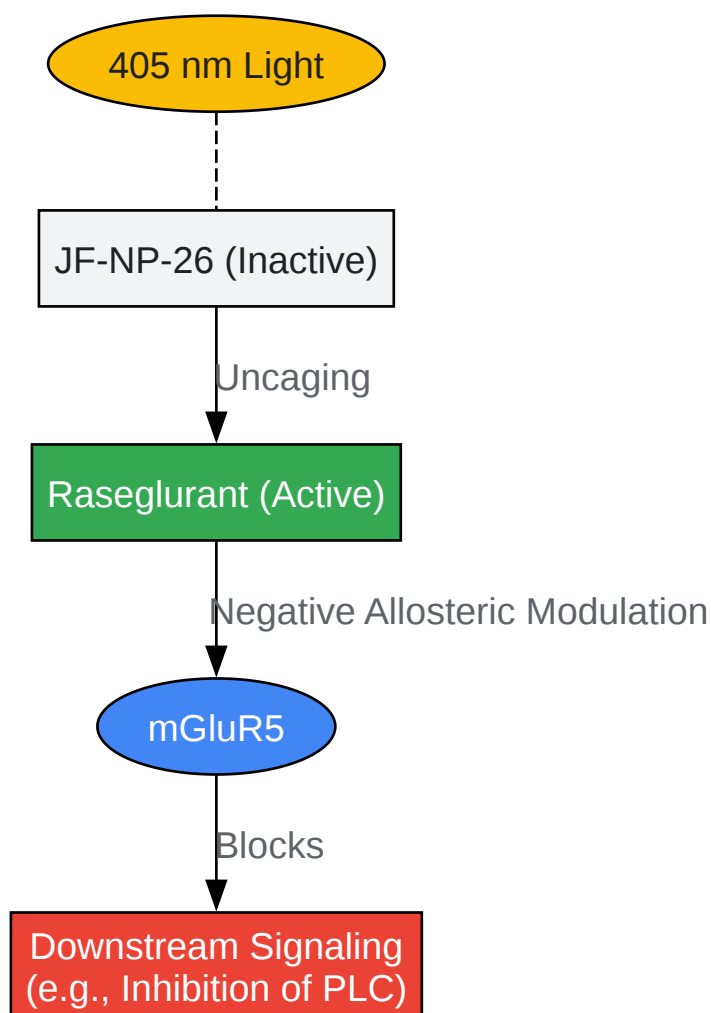 405 nm Light
JF-NP-26 (Inactive)
Uncaging
Raseglurant (Active)
Negative Allosteric Modulation
mGluR5
Blocks
Downstream Signaling
(e.g., Inhibition of PLC)